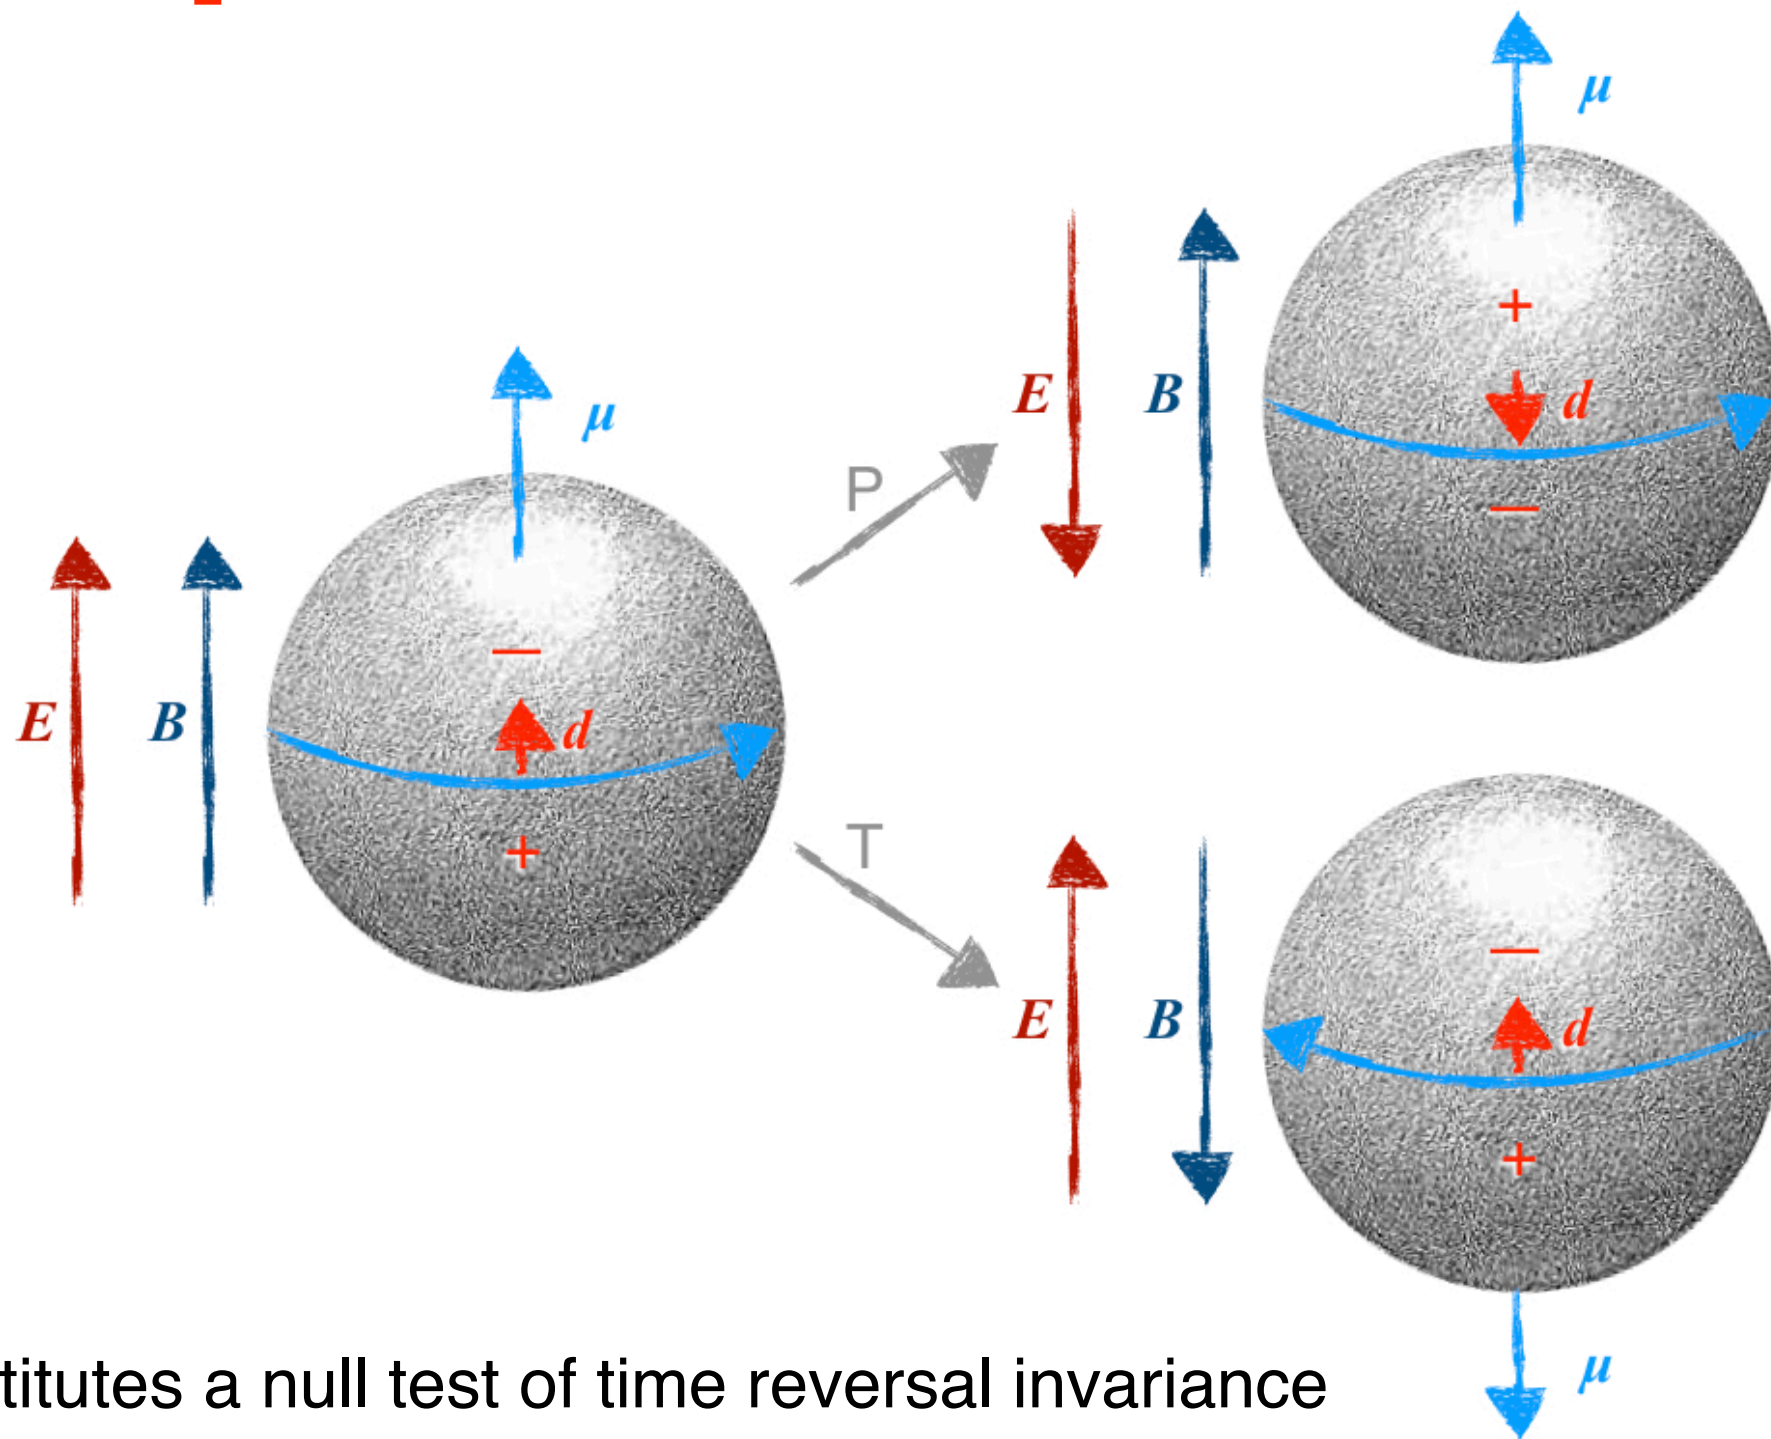 μ
E
B
+
d
—
P
μ
E
B
—
d
+
T
E
B
—
d
+
μ
titutes a null test of time reversal invariance